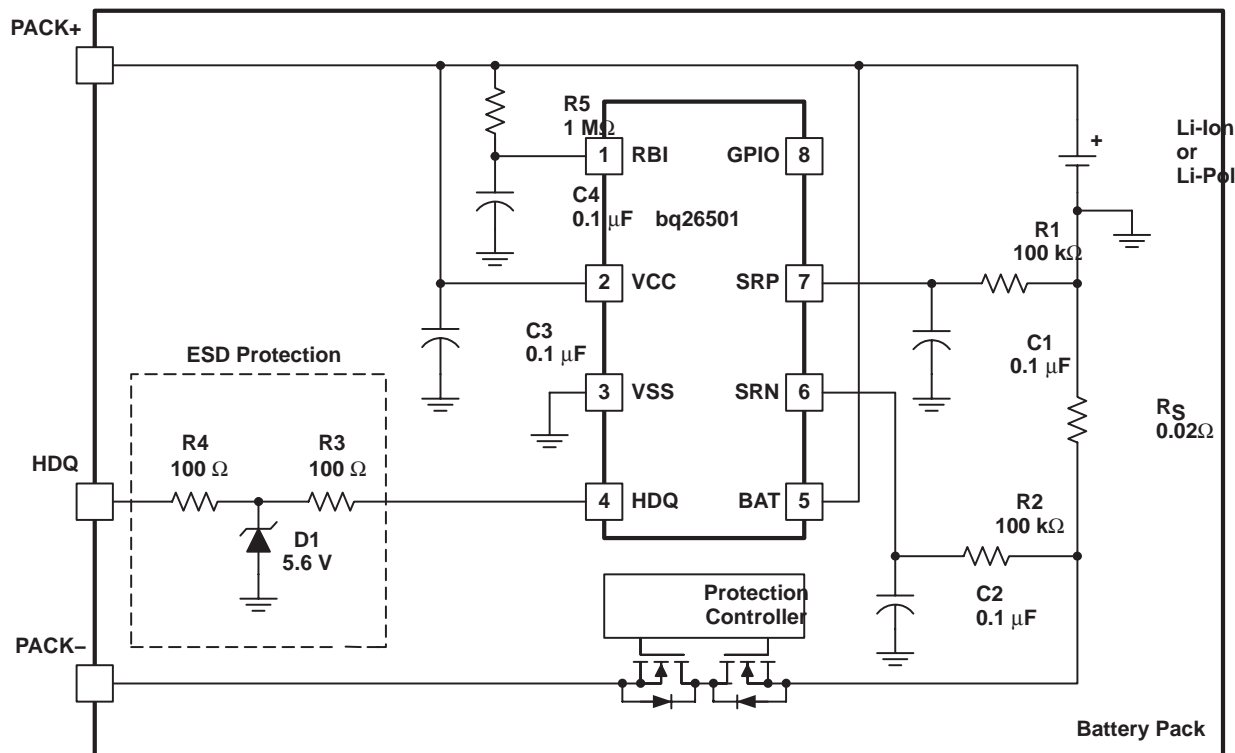 PACK+
R5
1 MΩ
Li-Ion
or
Li-Pol
+
1 RBI
GPIO 8
C4
0.1 μF
bq26501
R1
100 kΩ
2 VCC
SRP 7
C3
0.1 μF
C1
0.1 μF
ESD Protection
3 VSS
SRN 6
RS
0.02Ω
HDQ
R4
100 Ω
R3
100 Ω
4 HDQ
BAT 5
R2
100 kΩ
D1
5.6 V
Protection
Controller
C2
0.1 μF
PACK–
Battery Pack